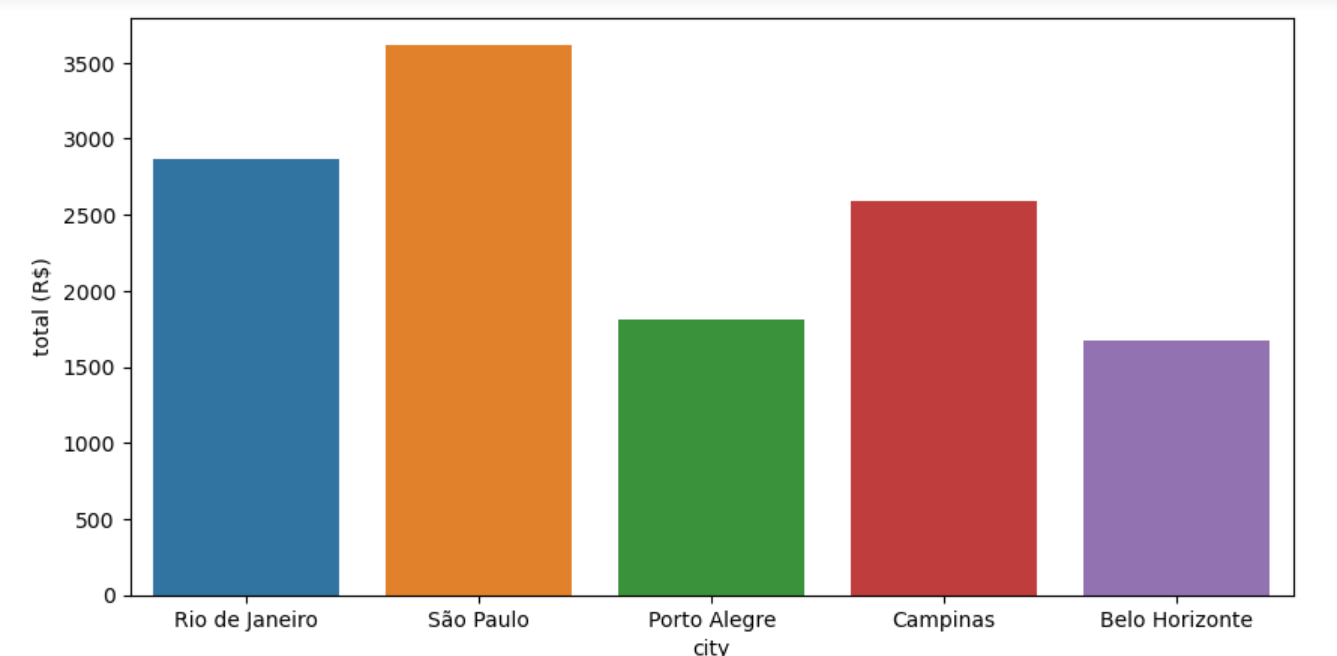 total (R$)
3500
3000
2500
2000
1500
1000
500
0
Rio de Janeiro São Paulo Porto Alegre Campinas Belo Horizonte
city